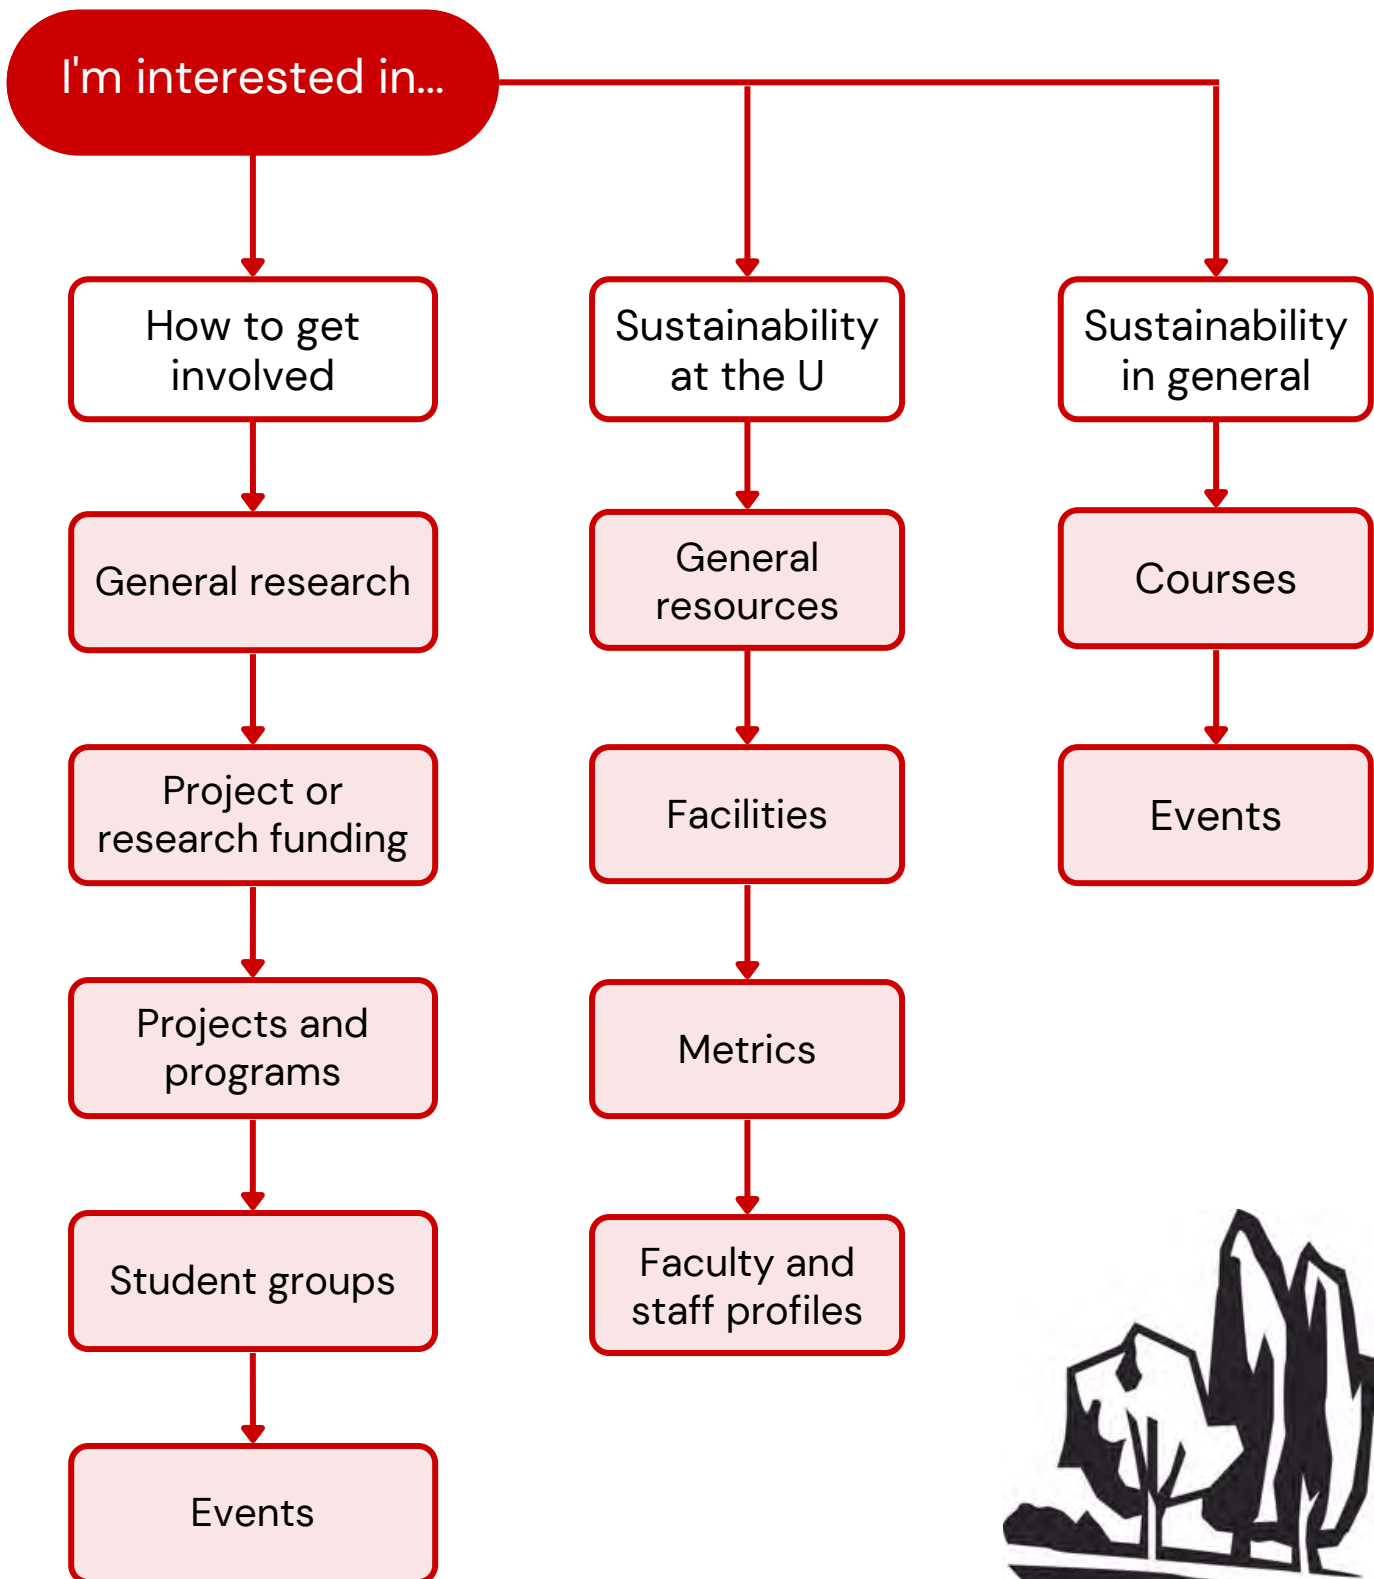 I'm interested in...
How to get
involved
General research
Project or
research funding
Projects and
programs
Student groups
Events
Sustainability
at the U
General
resources
Facilities
Metrics
Faculty and
staff profiles
Sustainability
in general
Courses
Events